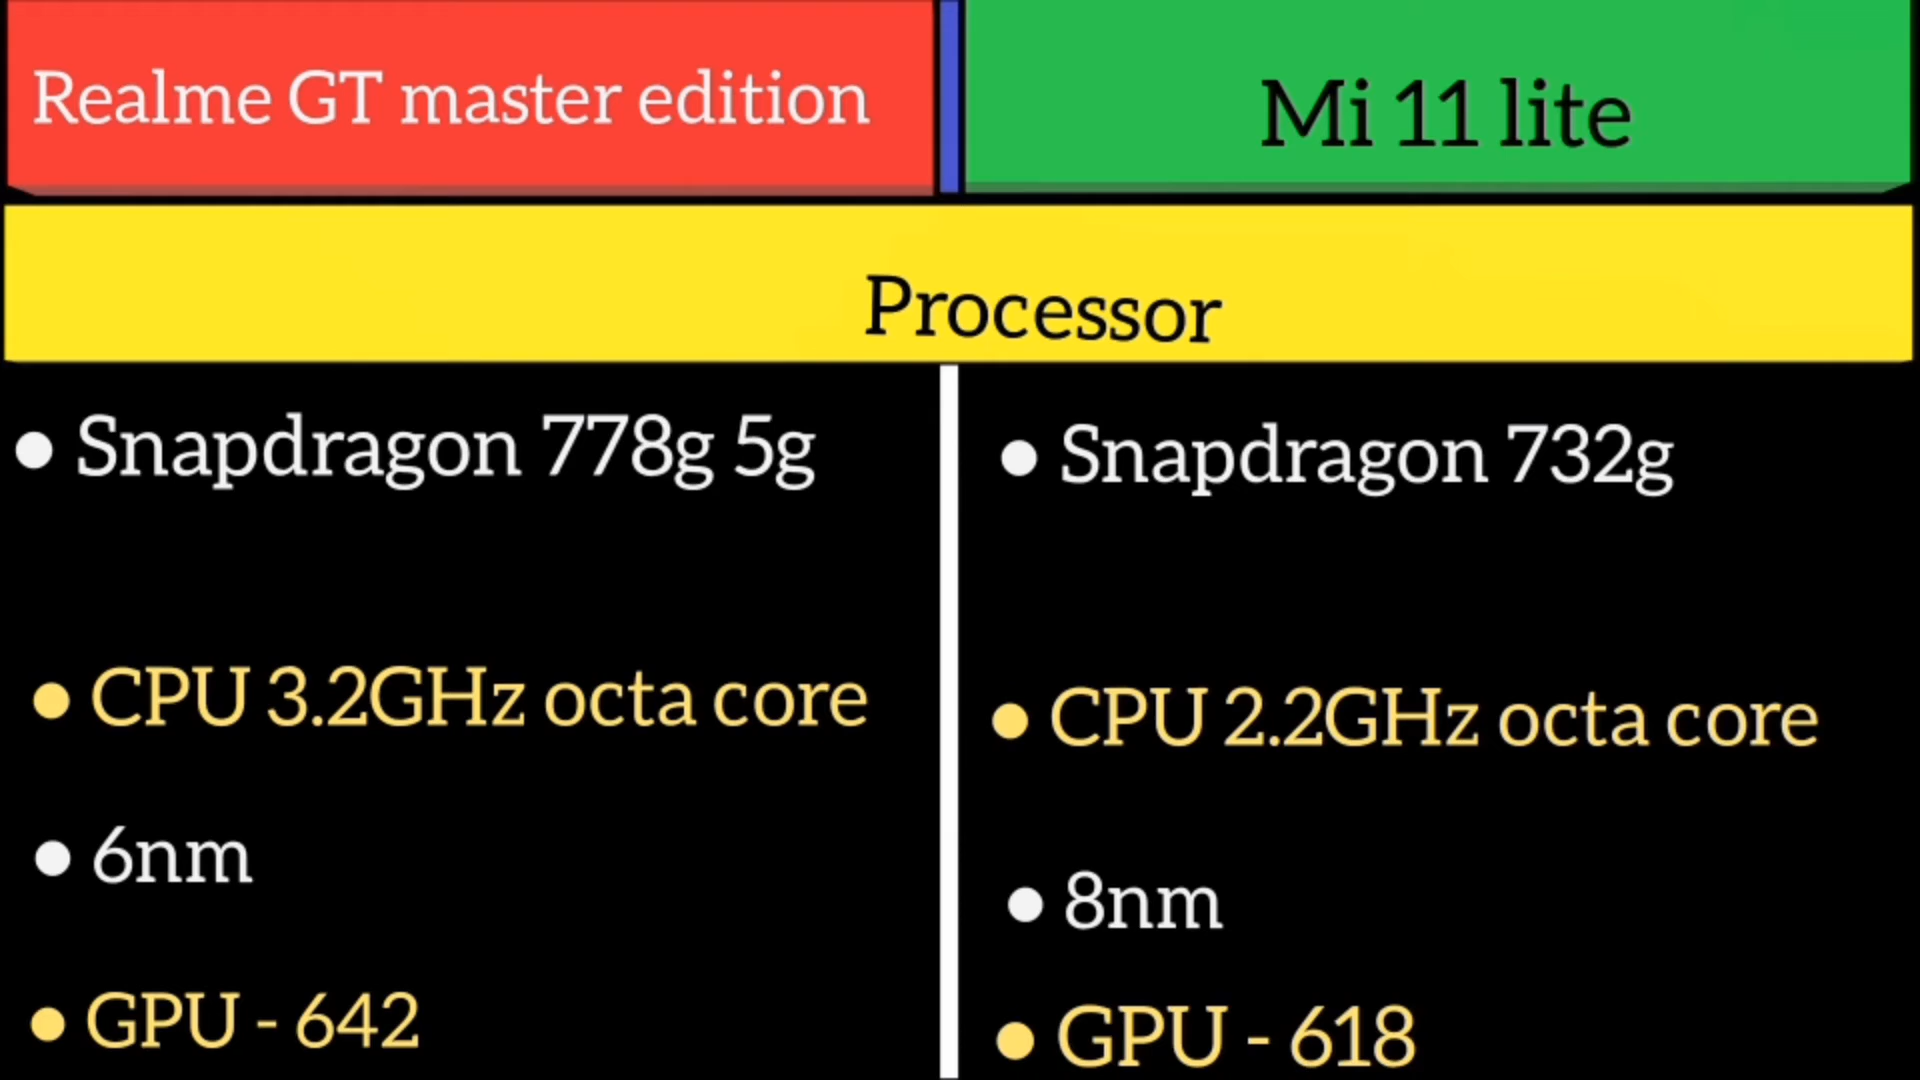 Realme GT master edition
Mi 11 lite
Processor
• Snapdragon 778g 5g
• CPU 3.2GHz octa core
• 6nm
• GPU - 642
• Snapdragon 732g
• CPU 2.2GHz octa core
• 8nm
• GPU - 618